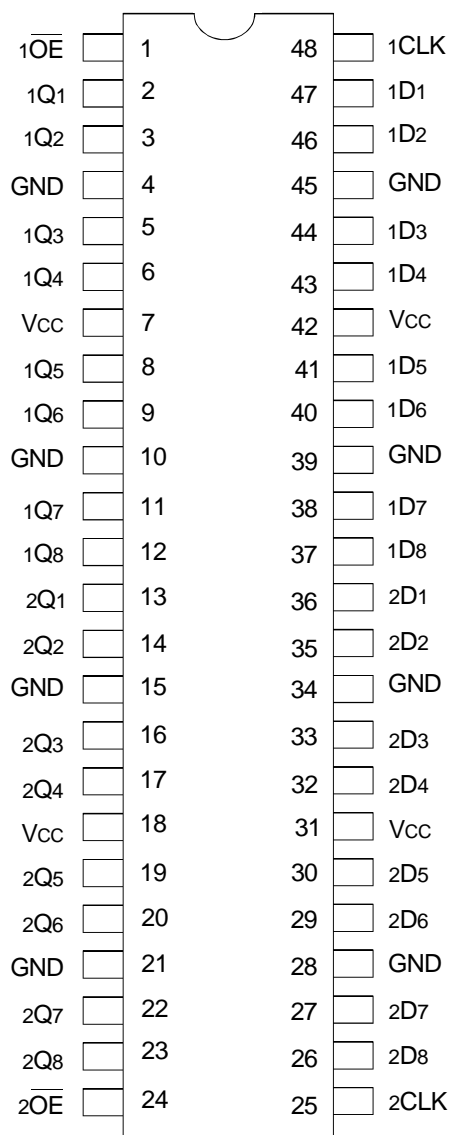 1O̅E̅ 1 48 1CLK
1Q1 2 47 1D1
1Q2 3 46 1D2
GND 4 45 GND
1Q3 5 44 1D3
1Q4 6 43 1D4
VCC 7 42 VCC
1Q5 8 41 1D5
1Q6 9 40 1D6
GND 10 39 GND
1Q7 11 38 1D7
1Q8 12 37 1D8
2Q1 13 36 2D1
2Q2 14 35 2D2
GND 15 34 GND
2Q3 16 33 2D3
2Q4 17 32 2D4
VCC 18 31 VCC
2Q5 19 30 2D5
2Q6 20 29 2D6
GND 21 28 GND
2Q7 22 27 2D7
2Q8 23 26 2D8
2O̅E̅ 24 25 2CLK